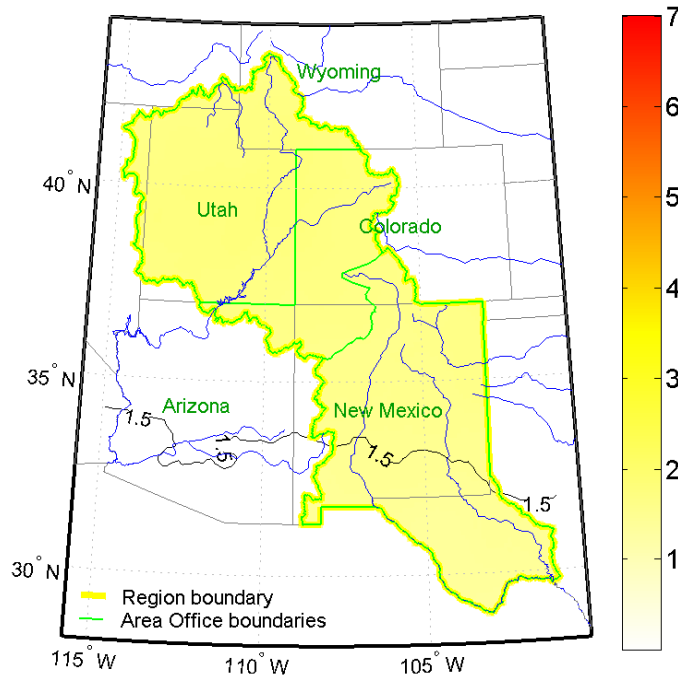 Wyoming
40° N
Utah
Colorado
35° N
Arizona
New Mexico
1.5
1.5
1.5
1.5
30° N
Region boundary
Area Office boundaries
115° W
110° W
105° W
7
6
5
4
3
2
1